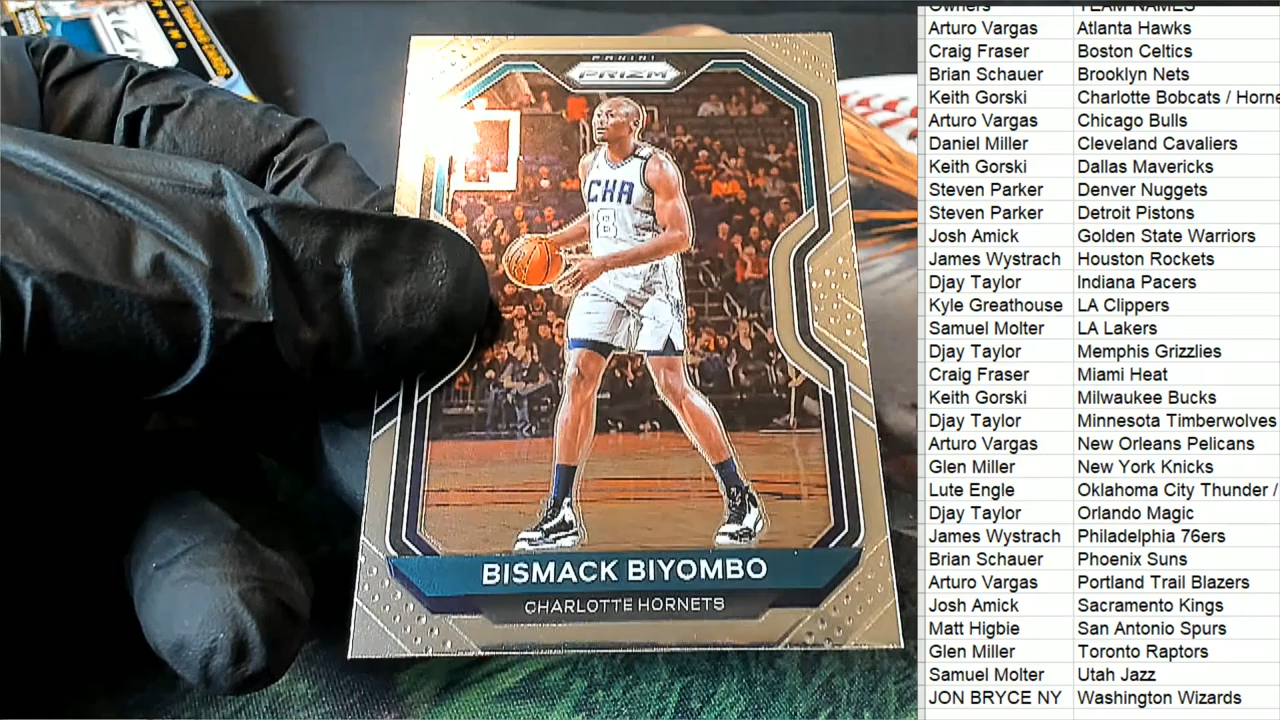 PANINI
PRIZM
CHA
8
BISMACK BIYOMBO
CHARLOTTE HORNETS
TRADING CARDS
Owners TEAM NAMES
Arturo Vargas Atlanta Hawks
Craig Fraser Boston Celtics
Brian Schauer Brooklyn Nets
Keith Gorski Charlotte Bobcats / Horne
Arturo Vargas Chicago Bulls
Daniel Miller Cleveland Cavaliers
Keith Gorski Dallas Mavericks
Steven Parker Denver Nuggets
Steven Parker Detroit Pistons
Josh Amick Golden State Warriors
James Wystrach Houston Rockets
Djay Taylor Indiana Pacers
Kyle Greathouse LA Clippers
Samuel Molter LA Lakers
Djay Taylor Memphis Grizzlies
Craig Fraser Miami Heat
Keith Gorski Milwaukee Bucks
Djay Taylor Minnesota Timberwolves
Arturo Vargas New Orleans Pelicans
Glen Miller New York Knicks
Lute Engle Oklahoma City Thunder /
Djay Taylor Orlando Magic
James Wystrach Philadelphia 76ers
Brian Schauer Phoenix Suns
Arturo Vargas Portland Trail Blazers
Josh Amick Sacramento Kings
Matt Higbie San Antonio Spurs
Glen Miller Toronto Raptors
Samuel Molter Utah Jazz
JON BRYCE NY Washington Wizards